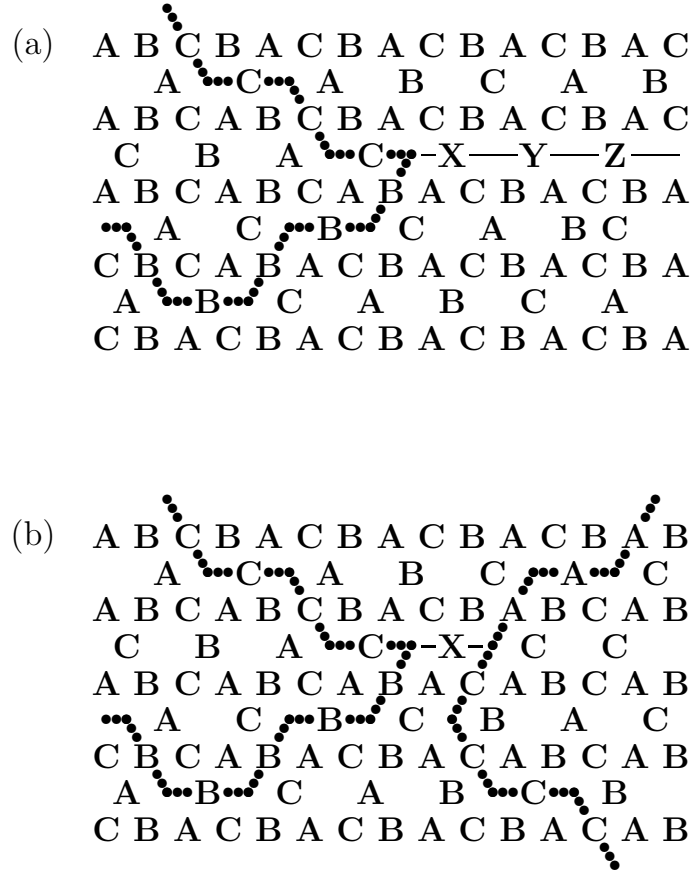 (a) A B C B A C B A C B A C B A C
A C A B C A B
A B C A B C B A C B A C B A C
C B A C X Y Z
A B C A B C A B A C B A C B A
A C B C A B C
C B C A B A C B A C B A C B A
A B C A B C A
C B A C B A C B A C B A C B A
(b) A B C B A C B A C B A C B A B
A C A B C A C
A B C A B C B A C B A B C A B
C B A C X C C
A B C A B C A B A C A B C A B
A C B C B A C
C B C A B A C B A C A B C A B
A B C A B C B
C B A C B A C B A C B A C A B